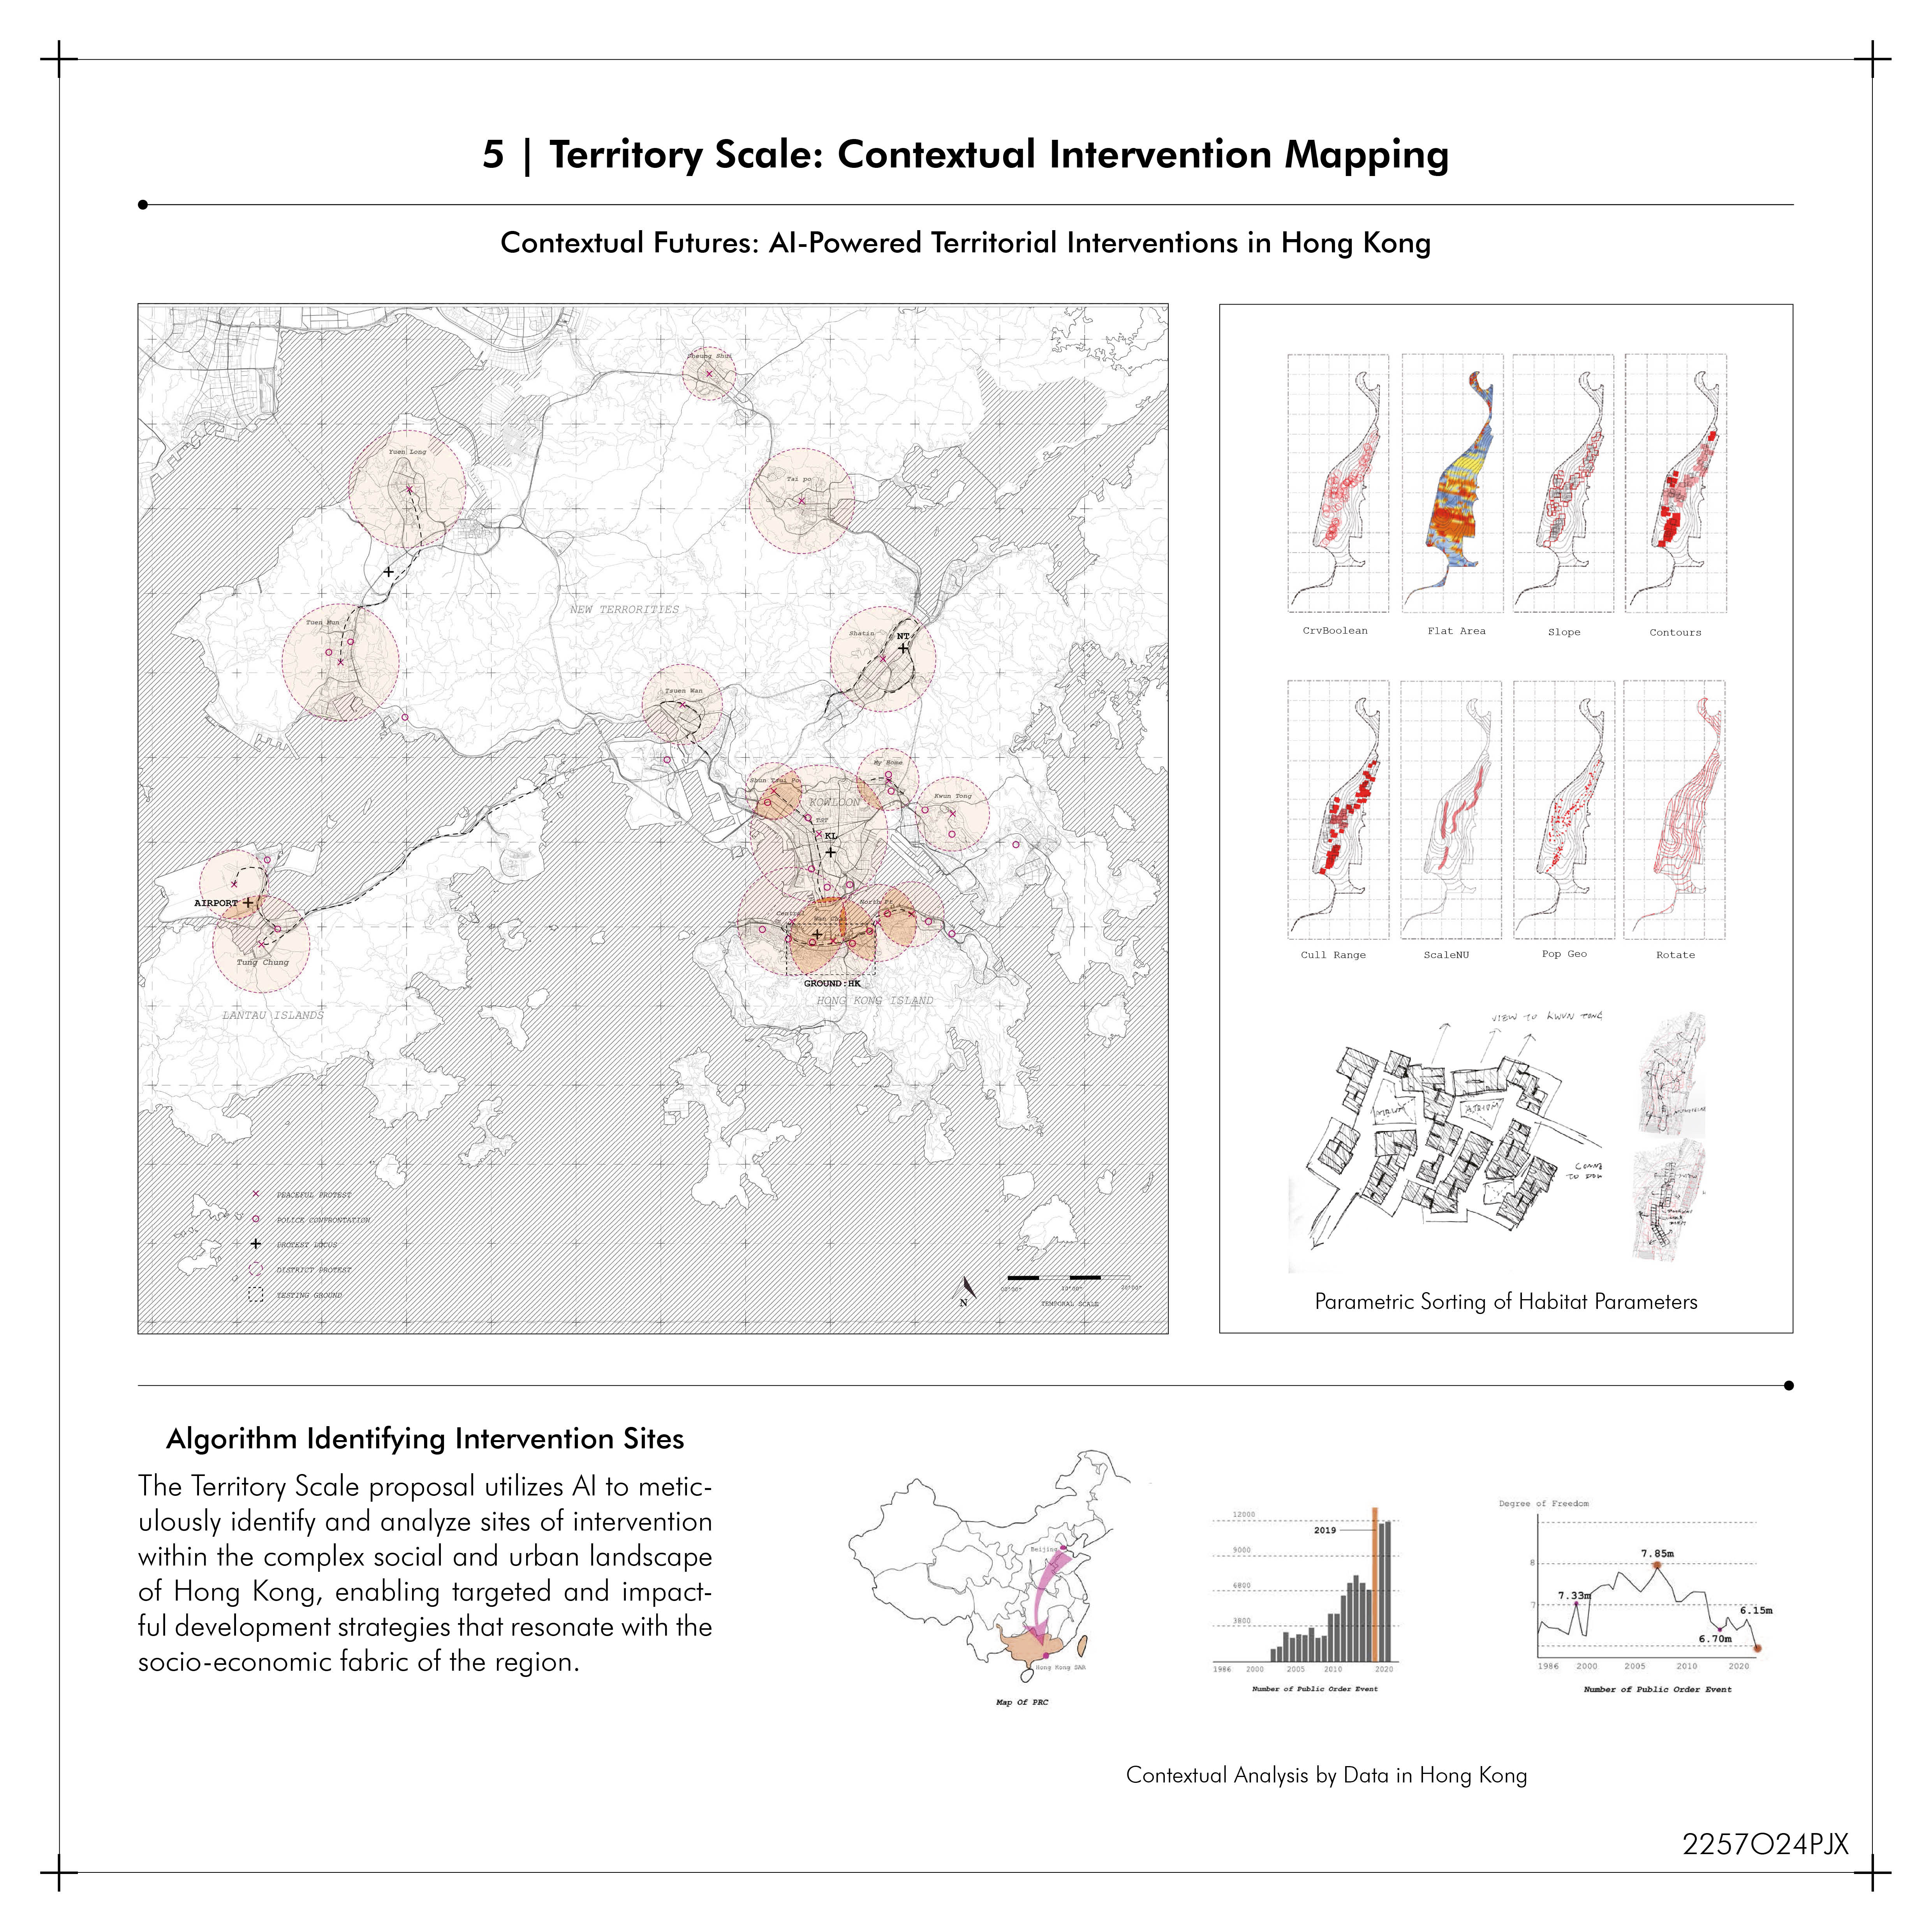 5 | Territory Scale: Contextual Intervention Mapping
Contextual Futures: AI-Powered Territorial Interventions in Hong Kong
Sheung Shui
Yuen Long
Tai po
NEW TERRORITIES
Tuen Mun
Shatin
NT
Tsuen Wan
My Home
Shun Tsui Po
KOWLOON
Kwun Tong
TST
KL
AIRPORT
Central
Wan Chai
North Pt
Tung Chung
GROUND:HK
HONG KONG ISLAND
LANTAU ISLANDS
PEACEFUL PROTEST
POLICE CONFRONTATION
PROTEST LOCUS
DISTRICT PROTEST
TESTING GROUND
N
TEMPORAL SCALE
CrvBoolean
Flat Area
Slope
Contours
Cull Range
ScaleNU
Pop Geo
Rotate
VIEW TO KWUN TONG
ATRIUM
ATRIUM
Parametric Sorting of Habitat Parameters
Algorithm Identifying Intervention Sites
The Territory Scale proposal utilizes AI to metic-
ulously identify and analyze sites of intervention
within the complex social and urban landscape
of Hong Kong, enabling targeted and impact-
ful development strategies that resonate with the
socio-economic fabric of the region.
Beijing
Hong Kong SAR
Map Of PRC
12000
2019
9000
6800
3800
1986 2000 2005 2010 2020
Number of Public Order Event
Degree of Freedom
8
7.85m
7.33m
7
6.15m
6.70m
1986 2000 2005 2010 2020
Number of Public Order Event
Contextual Analysis by Data in Hong Kong
2257O24PJX